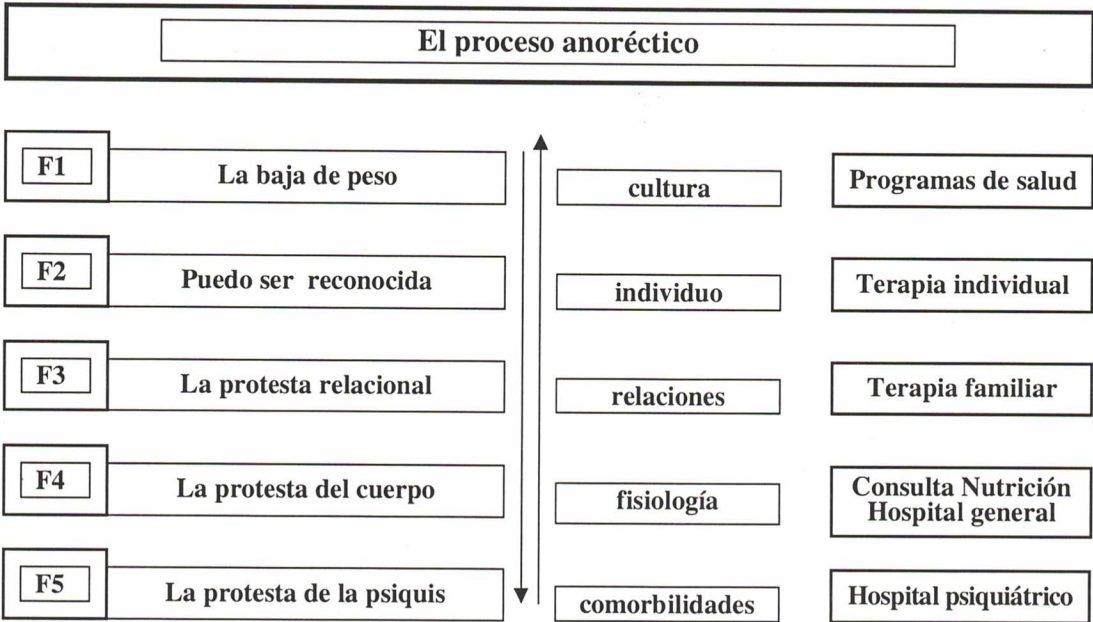 El proceso anoréctico
F1
La baja de peso
cultura
Programas de salud
F2
Puedo ser reconocida
individuo
Terapia individual
F3
La protesta relacional
relaciones
Terapia familiar
F4
La protesta del cuerpo
fisiología
Consulta Nutrición
Hospital general
F5
La protesta de la psiquis
comorbilidades
Hospital psiquiátrico